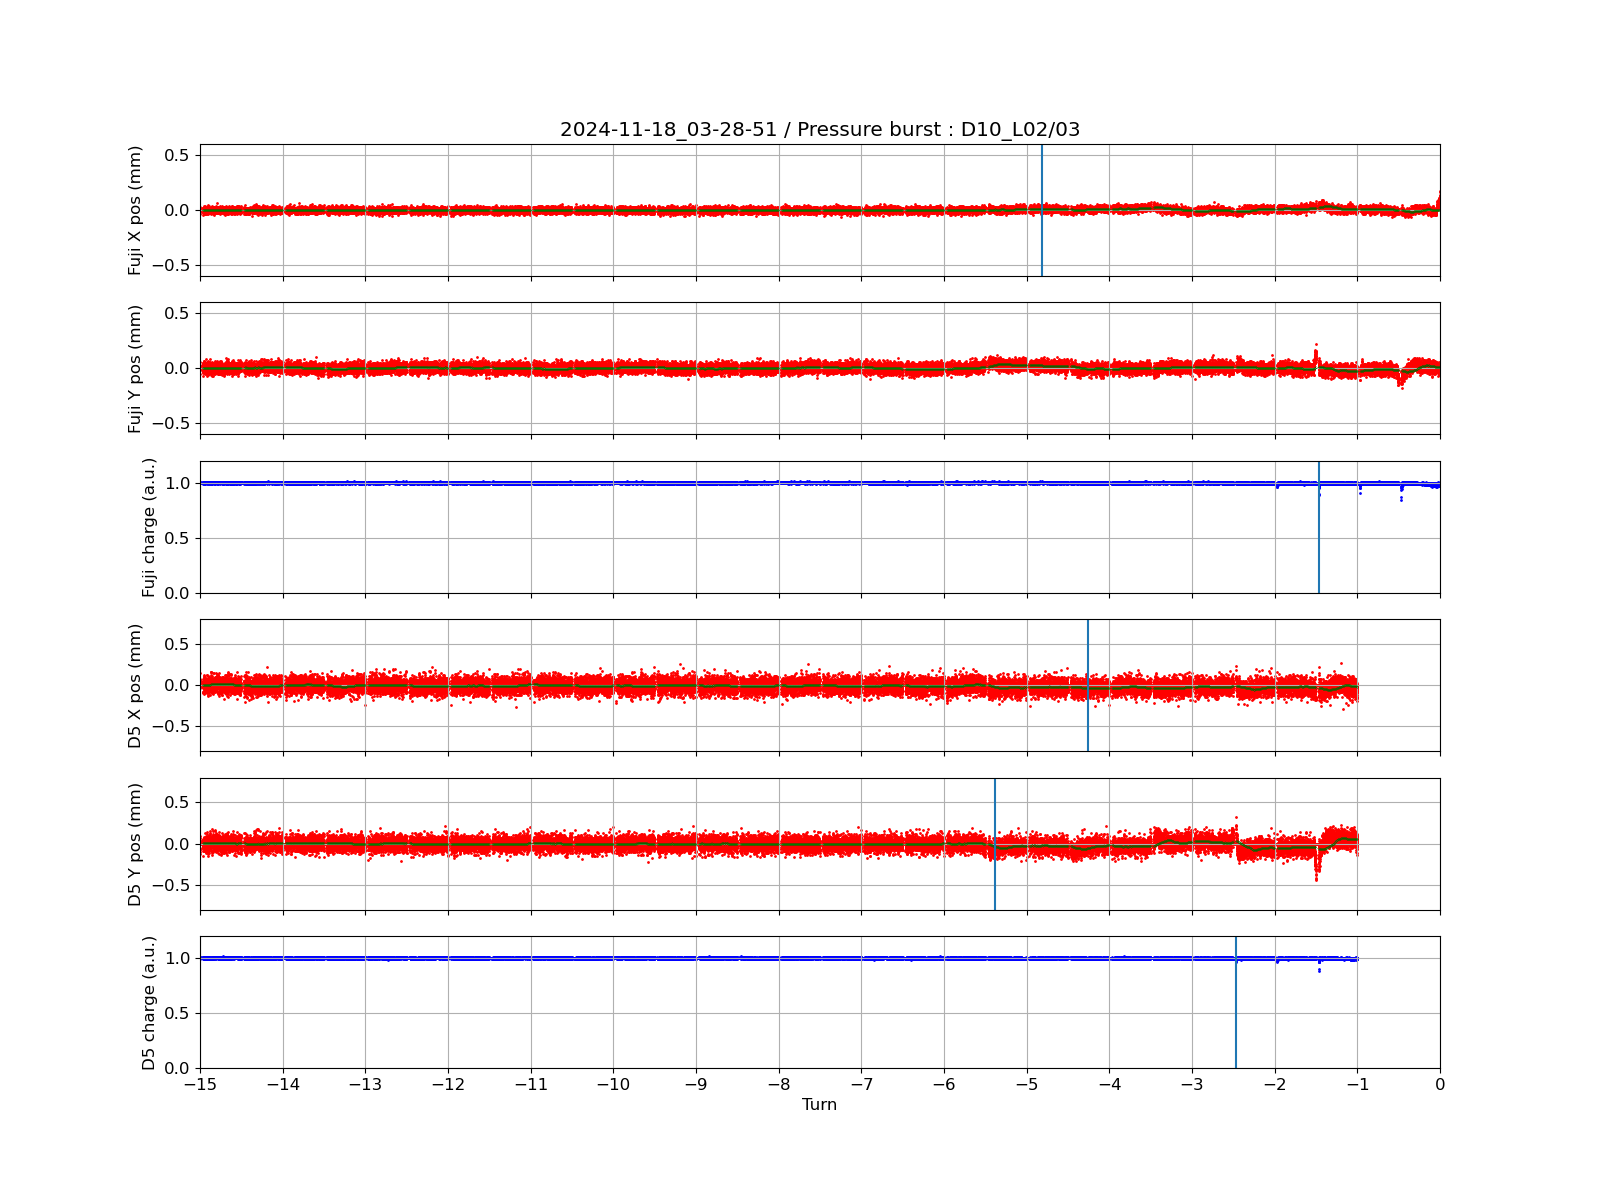 2024-11-18_03-28-51 / Pressure burst : D10_L02/03
Fuji X pos (mm)
0.5
0.0
−0.5
Fuji Y pos (mm)
0.5
0.0
−0.5
Fuji charge (a.u.)
1.0
0.5
0.0
D5 X pos (mm)
0.5
0.0
−0.5
D5 Y pos (mm)
0.5
0.0
−0.5
D5 charge (a.u.)
1.0
0.5
0.0
−15 −14 −13 −12 −11 −10 −9 −8 −7 −6 −5 −4 −3 −2 −1 0
Turn